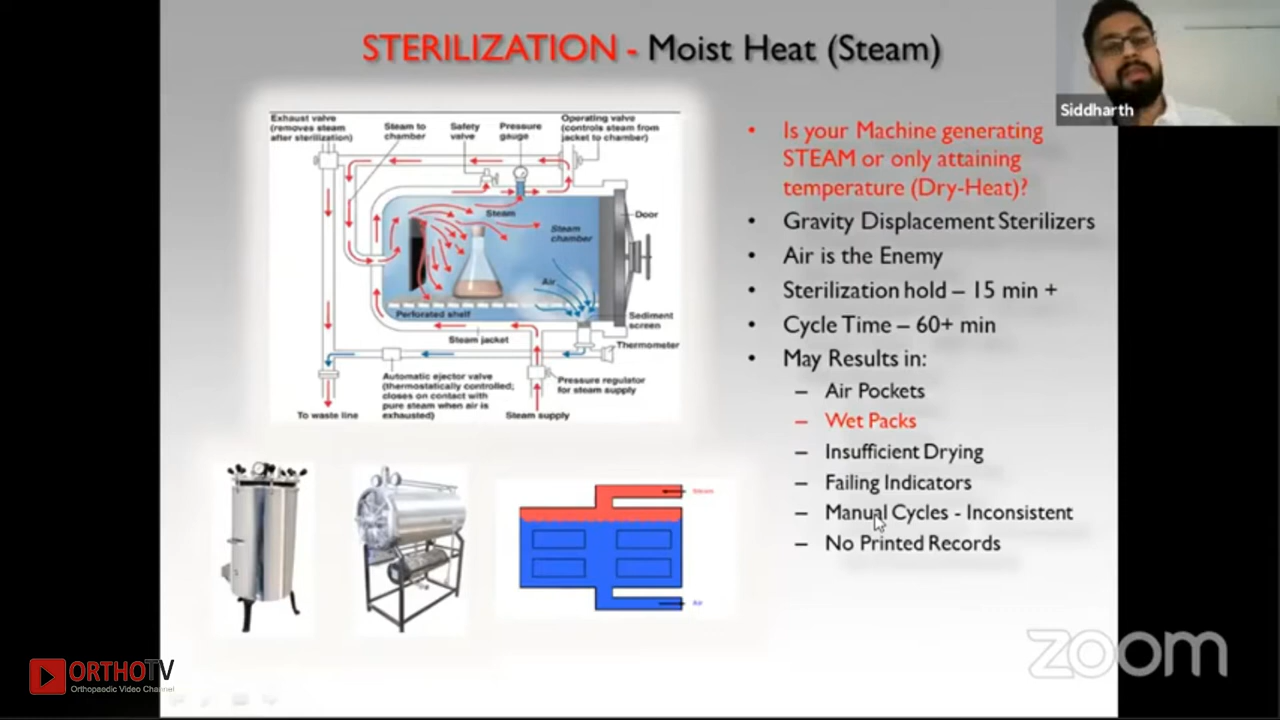 STERILIZATION - Moist Heat (Steam)
Siddharth
Exhaust valve
(removes steam
after sterilization)
Steam to
chamber
Safety
valve
Pressure
gauge
Operating valve
(controls steam from
jacket to chamber)
Steam
Steam
chamber
Door
Air
Perforated shelf
Sediment
screen
Steam jacket
Thermometer
Automatic ejector valve
(thermostatically controlled;
closes on contact with
pure steam when air is
exhausted)
Pressure regulator
for steam supply
To waste line
Steam supply
Steam
Air
• Is your Machine generating
STEAM or only attaining
temperature (Dry-Heat)?
• Gravity Displacement Sterilizers
• Air is the Enemy
• Sterilization hold – 15 min +
• Cycle Time – 60+ min
• May Results in:
– Air Pockets
– Wet Packs
– Insufficient Drying
– Failing Indicators
– Manual Cycles - Inconsistent
– No Printed Records
ORTHOTV
Orthopaedic Video Channel
zoom